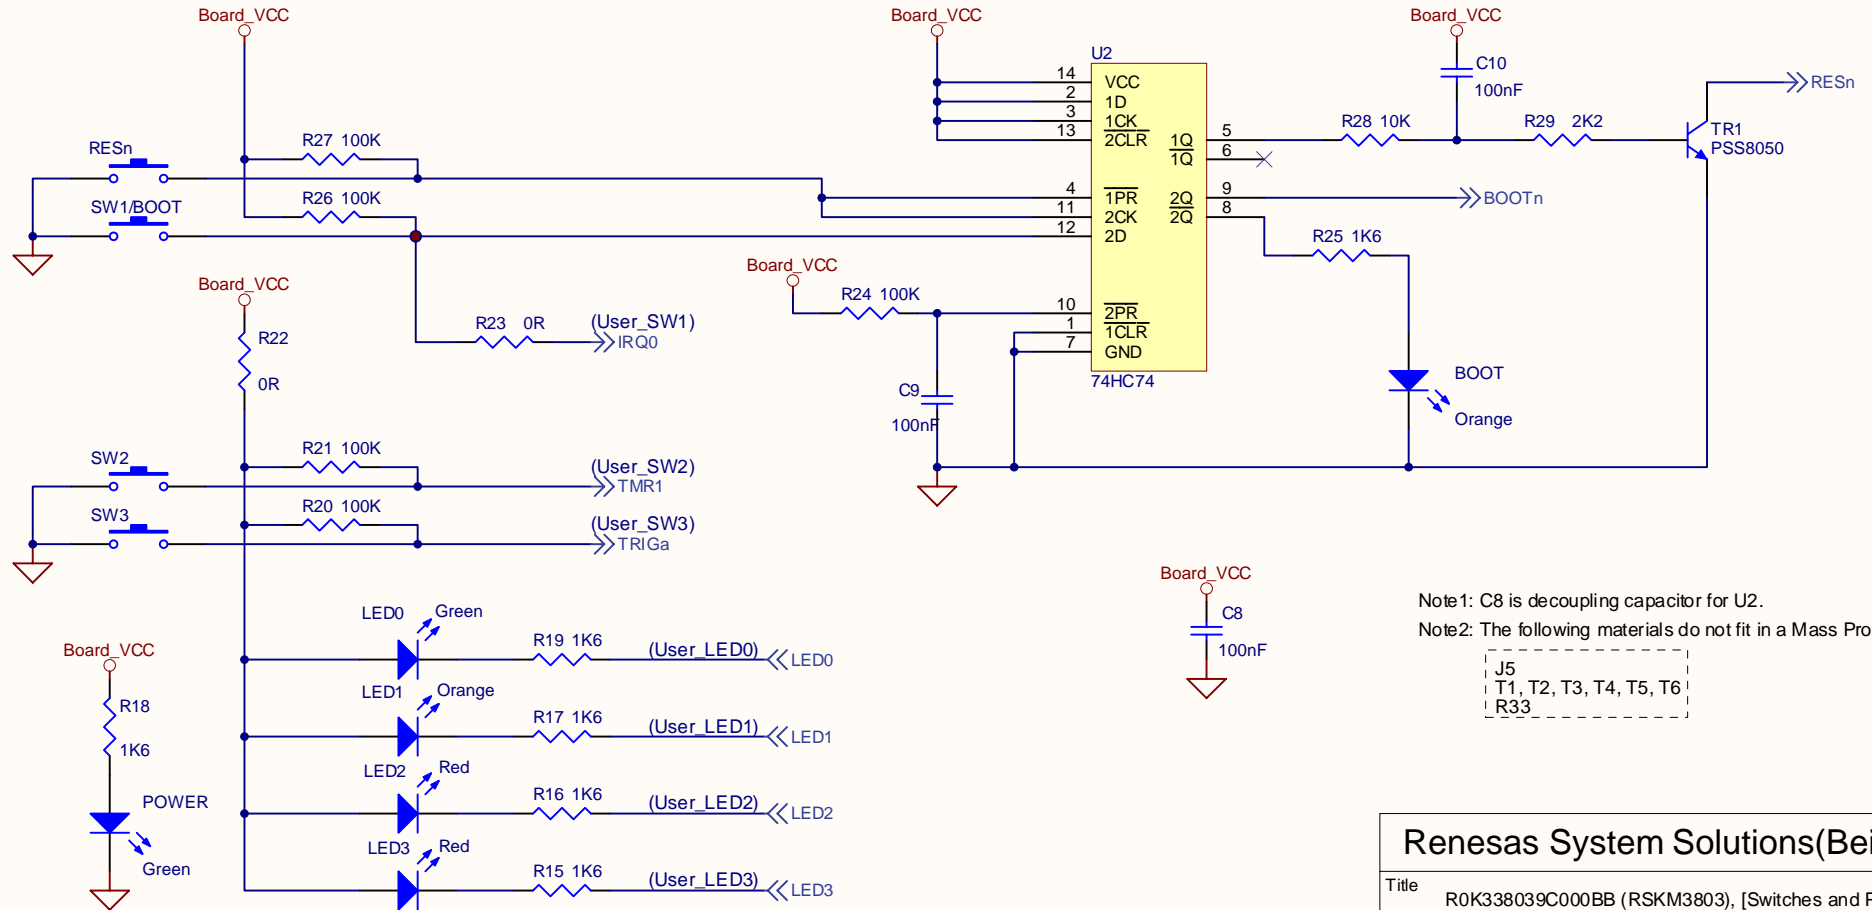 Board_VCC
Board_VCC
Board_VCC
U2
C10
100nF
RESn
14 VCC
2 1D
3 1CK
13 2CLR
1Q 5
1Q 6
R28 10K
R29 2K2
TR1
PSS8050
R27 100K
RESn
R26 100K
SW1/BOOT
4 1PR
11 2CK
12 2D
2Q 9
2Q 8
BOOTn
R25 1K6
Board_VCC
Board_VCC
R24 100K
10 2PR
1 1CLR
7 GND
74HC74
R23 0R
(User_SW1)
IRQ0
R22
0R
C9
100nF
BOOT
Orange
R21 100K
SW2
(User_SW2)
TMR1
R20 100K
SW3
(User_SW3)
TRIGa
Board_VCC
C8
100nF
Note1: C8 is decoupling capacitor for U2.
Note2: The following materials do not fit in a Mass Pro
J5
T1, T2, T3, T4, T5, T6
R33
LED0 Green
R19 1K6
(User_LED0)
LED0
Board_VCC
R18
1K6
LED1 Orange
R17 1K6
(User_LED1)
LED1
LED2 Red
R16 1K6
(User_LED2)
LED2
POWER
Green
LED3 Red
R15 1K6
(User_LED3)
LED3
Renesas System Solutions(Bei
Title
R0K338039C000BB (RSKM3803), [Switches and